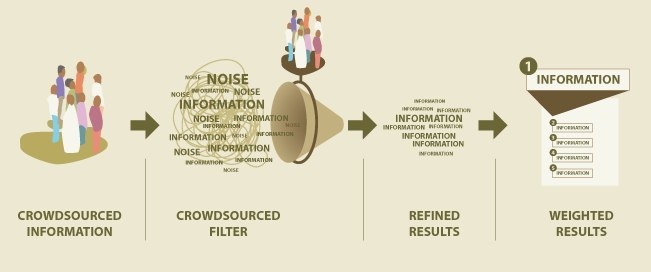 NOISE NOISE
NOISE INFORMATION NOISE
INFORMATION
NOISE INFORMATION
INFORMATION NOISE
INFORMATION NOISE INFORMATION
NOISE INFORMATION
INFORMATION INFORMATION
NOISE
INFORMATION
INFORMATION INFORMATION
INFORMATION
INFORMATION INFORMATION
INFORMATION
INFORMATION
INFORMATION
1
INFORMATION
2
INFORMATION
3
INFORMATION
4
INFORMATION
5
INFORMATION
CROWDSOURCED
INFORMATION
CROWDSOURCED
FILTER
REFINED
RESULTS
WEIGHTED
RESULTS